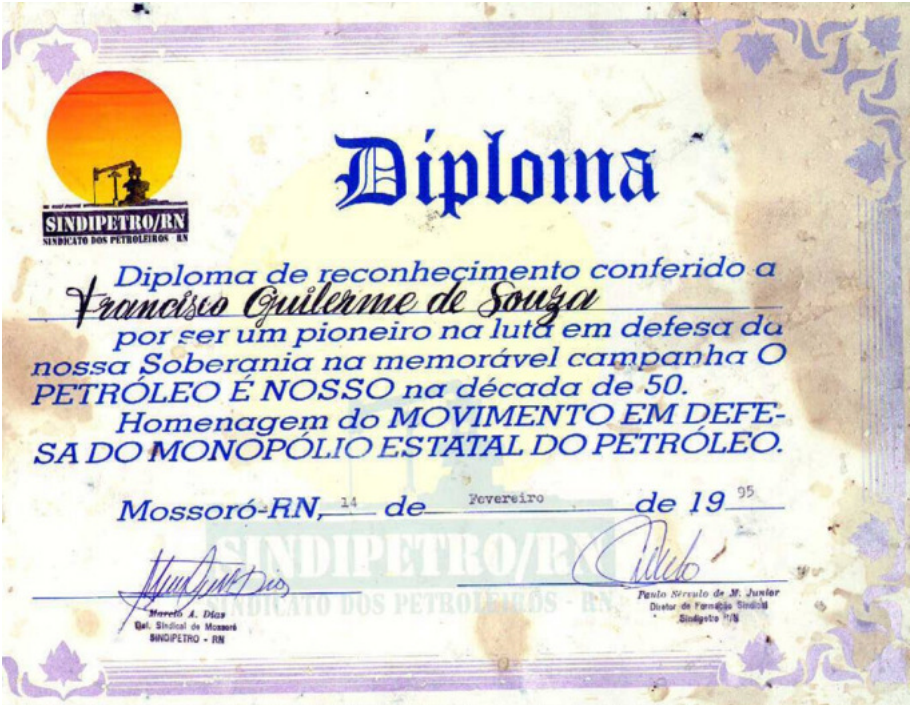 Diploma
SINDIPETRO/RN
SINDICATO DOS PETROLEIROS - RN
Diploma de reconhecimento conferido a
Francisco Guilerme de Souza
por ser um pioneiro na luta em defesa da
nossa Soberania na memorável campanha O
PETRÓLEO É NOSSO na década de 50.
Homenagem do MOVIMENTO EM DEFE-
SA DO MONOPÓLIO ESTATAL DO PETRÓLEO.
Mossoró-RN, 14 de Fevereiro de 19 95
SINDIPETRO/RN
SINDICATO DOS PETROLEIROS - RN
Marcelo A. Dias
Del. Sindical de Mossoró
SINDIPETRO - RN
Paulo Sérvulo de M. Junior
Diretor de Formação Sindical
Sindipetro R/N